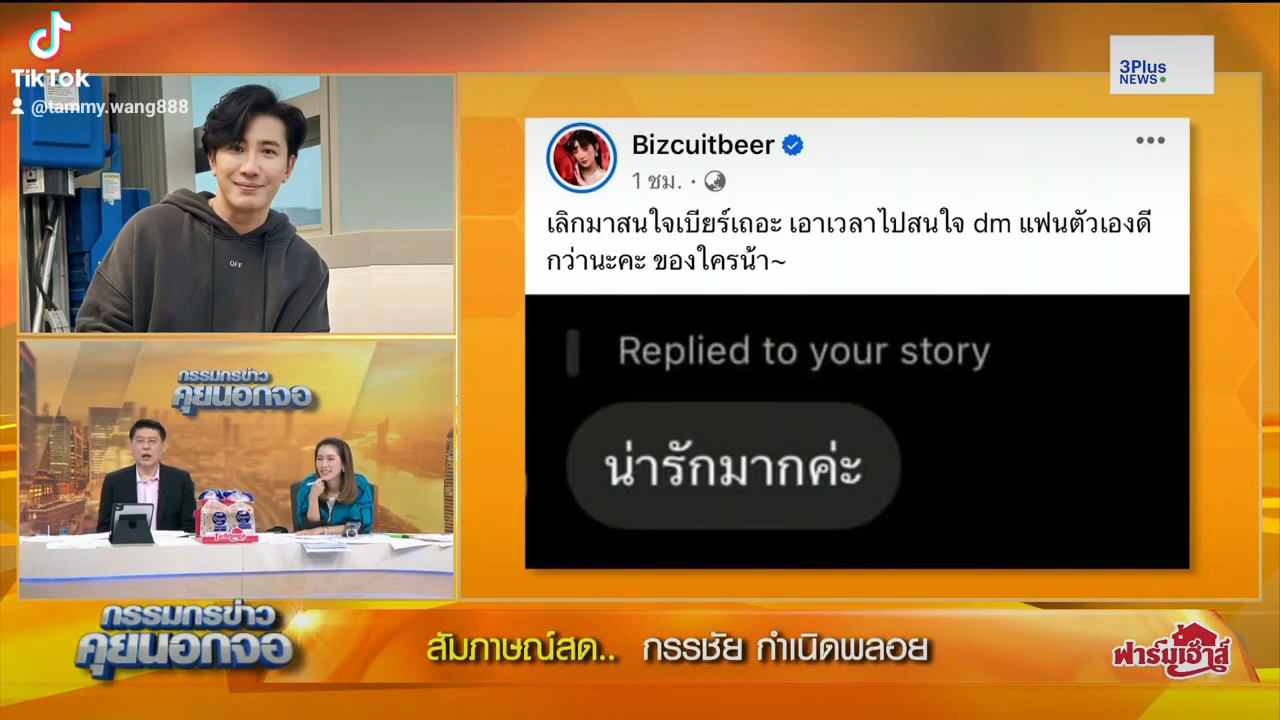 TikTok
@tammy.wang888
3Plus
NEWS
OFF
Bizcuitbeer
1 ชม.
เลิกมาสนใจเบียร์เถอะ เอาเวลาไปสนใจ dm แฟนตัวเองดี
กว่านะคะ ของใครน้า~
Replied to your story
น่ารักมากค่ะ
กรรมกรข่าว
คุยนอกจอ
กรรมกรข่าว
คุยนอกจอ
สัมภาษณ์สด.. กรรชัย กำเนิดพลอย
ฟาร์มเฮ้าส์